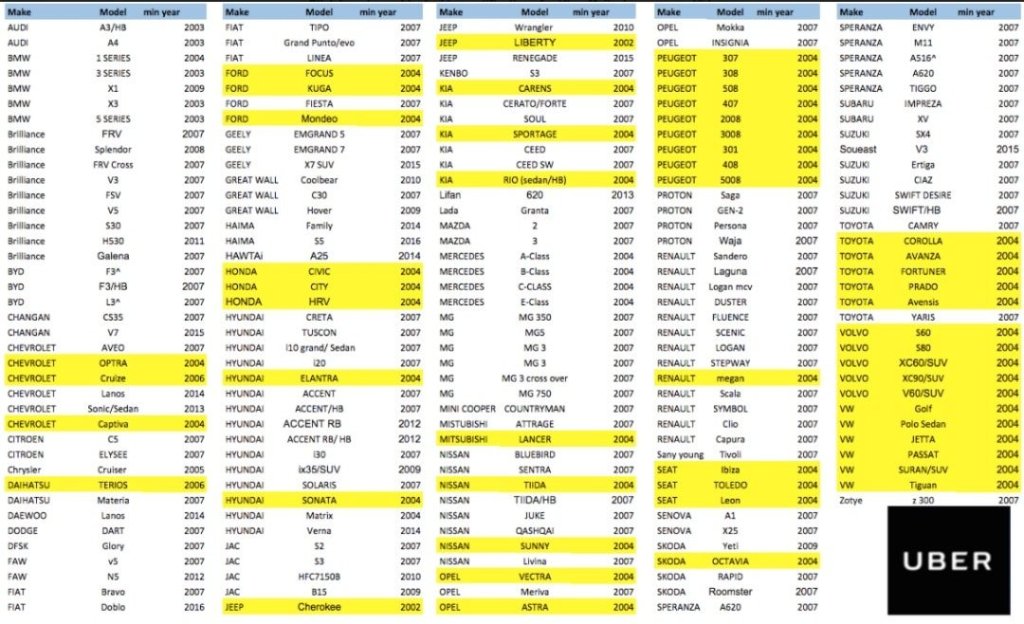 Make Model min year
AUDI A3/HB 2003
AUDI A4 2003
BMW 1 SERIES 2004
BMW 3 SERIES 2003
BMW X1 2009
BMW X3 2003
BMW 5 SERIES 2003
Brilliance FRV 2007
Brilliance Splendor 2008
Brilliance FRV Cross 2007
Brilliance V3 2007
Brilliance FSV 2007
Brilliance V5 2007
Brilliance S30 2007
Brilliance H530 2011
Brilliance Galena 2007
BYD F3^ 2007
BYD F3/HB 2007
BYD L3^ 2007
CHANGAN CS35 2007
CHANGAN V7 2015
CHEVROLET AVEO 2007
CHEVROLET OPTRA 2004
CHEVROLET Cruize 2006
CHEVROLET Lanos 2014
CHEVROLET Sonic/Sedan 2013
CHEVROLET Captiva 2004
CITROEN C5 2007
CITROEN ELYSEE 2007
Chrysler Cruiser 2005
DAIHATSU TERIOS 2006
DAIHATSU Materia 2007
DAEWOO Lanos 2014
DODGE DART 2007
DFSK Glory 2007
FAW v5 2007
FAW N5 2012
FIAT Bravo 2007
FIAT Doblo 2016
Make Model min year
FIAT TIPO 2007
FIAT Grand Punto/evo 2007
FIAT LINEA 2007
FORD FOCUS 2004
FORD KUGA 2004
FORD FIESTA 2007
FORD Mondeo 2004
GEELY EMGRAND 5 2007
GEELY EMGRAND 7 2007
GEELY X7 SUV 2015
GREAT WALL Coolbear 2010
GREAT WALL C30 2007
GREAT WALL Hover 2009
HAIMA Family 2014
HAIMA S5 2016
HAWTAi A25 2014
HONDA CIVIC 2004
HONDA CITY 2004
HONDA HRV 2004
HYUNDAI CRETA 2007
HYUNDAI TUSCON 2007
HYUNDAI I10 grand/ Sedan 2007
HYUNDAI i20 2007
HYUNDAI ELANTRA 2004
HYUNDAI ACCENT 2007
HYUNDAI ACCENT/HB 2007
HYUNDAI ACCENT RB 2012
HYUNDAI ACCENT RB/ HB 2012
HYUNDAI i30 2007
HYUNDAI ix35/SUV 2009
HYUNDAI SOLARIS 2007
HYUNDAI SONATA 2004
HYUNDAI Matrix 2004
HYUNDAI Verna 2014
JAC S2 2007
JAC S3 2007
JAC HFC7150B 2010
JAC B15 2009
JEEP Cherokee 2002
Make Model min year
JEEP Wrangler 2010
JEEP LIBERTY 2002
JEEP RENEGADE 2015
KENBO S3 2007
KIA CARENS 2004
KIA CERATO/FORTE 2007
KIA SOUL 2007
KIA SPORTAGE 2004
KIA CEED 2007
KIA CEED SW 2007
KIA RIO (sedan/HB) 2004
Lifan 620 2013
Lada Granta 2007
MAZDA 2 2007
MAZDA 3 2007
MERCEDES A-Class 2007
MERCEDES B-Class 2007
MERCEDES C-CLASS 2007
MERCEDES E-Class 2007
MG MG 350 2007
MG MG5 2007
MG MG 3 2007
MG MG 3 2007
MG MG 3 cross over 2007
MG MG 750 2007
MINI COOPER COUNTRYMAN 2007
MISTUBISHI ATTRAGE 2007
MITSUBISHI LANCER 2004
NISSAN BLUEBIRD 2007
NISSAN SENTRA 2007
NISSAN TIIDA 2004
NISSAN TIIDA/HB 2007
NISSAN JUKE 2007
NISSAN QASHQAI 2007
NISSAN SUNNY 2004
NISSAN Livina 2007
OPEL VECTRA 2004
OPEL Meriva 2007
OPEL ASTRA 2004
Make Model min year
OPEL Mokka 2007
OPEL INSIGNIA 2007
PEUGEOT 307 2004
PEUGEOT 308 2004
PEUGEOT 508 2004
PEUGEOT 407 2004
PEUGEOT 2008 2004
PEUGEOT 3008 2004
PEUGEOT 301 2004
PEUGEOT 408 2004
PEUGEOT 5008 2004
PROTON Saga 2007
PROTON GEN-2 2007
PROTON Persona 2007
PROTON Waja 2007
RENAULT Sandero 2007
RENAULT Laguna 2007
RENAULT Logan mcv 2007
RENAULT DUSTER 2007
RENAULT FLUENCE 2007
RENAULT SCENIC 2007
RENAULT LOGAN 2007
RENAULT STEPWAY 2007
RENAULT megan 2004
RENAULT Scala 2007
RENAULT SYMBOL 2007
RENAULT Clio 2007
RENAULT Capura 2007
Sany young Tivoli 2007
SEAT Ibiza 2004
SEAT TOLEDO 2004
SEAT Leon 2004
SENOVA A1 2007
SENOVA X25 2007
SKODA Yeti 2009
SKODA OCTAVIA 2004
SKODA RAPID 2007
SKODA Roomster 2007
SPERANZA A620 2007
Make Model min year
SPERANZA ENVY 2007
SPERANZA M11 2007
SPERANZA A516^ 2007
SPERANZA A620 2007
SPERANZA TIGGO 2007
SUBARU IMPREZA 2007
SUBARU XV 2007
SUZUKI SX4 2007
Soueast V3 2015
SUZUKI Ertiga 2007
SUZUKI CIAZ 2007
SUZUKI SWIFT DESIRE 2007
SUZUKI SWIFT/HB 2007
TOYOTA CAMRY 2007
TOYOTA COROLLA 2004
TOYOTA AVANZA 2004
TOYOTA FORTUNER 2004
TOYOTA PRADO 2004
TOYOTA Avensis 2004
TOYOTA YARIS 2007
VOLVO S60 2004
VOLVO S80 2004
VOLVO XC60/SUV 2004
VOLVO XC90/SUV 2004
VOLVO V60/SUV 2004
VW Golf 2004
VW Polo Sedan 2004
VW JETTA 2004
VW PASSAT 2004
VW SURAN/SUV 2004
VW Tiguan 2004
Zotye z 300 2007
UBER